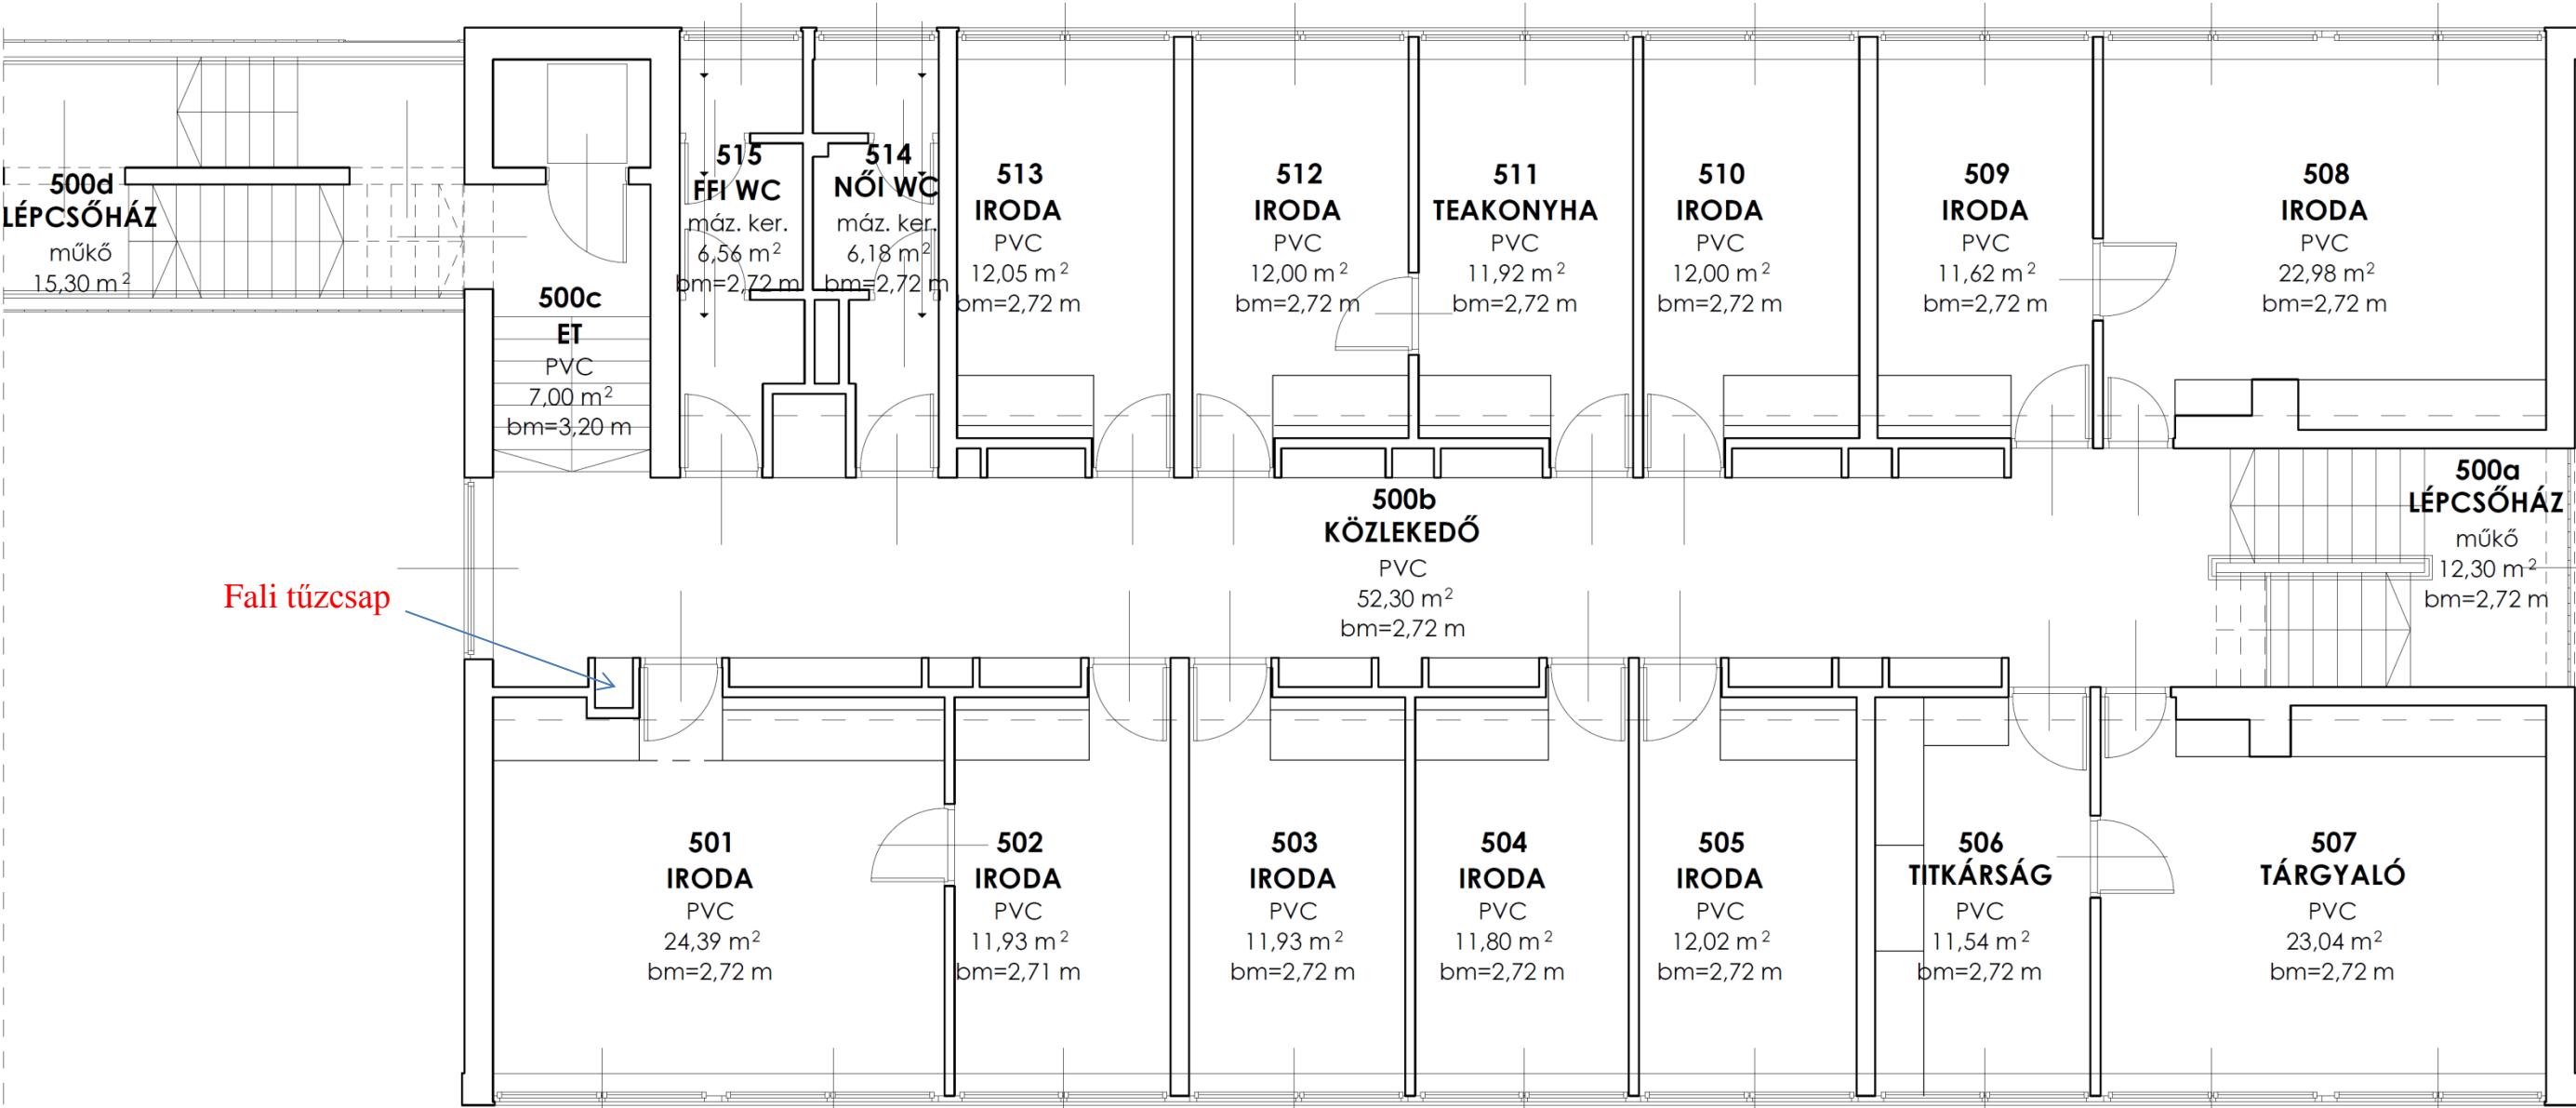 500d
LÉPCSŐHÁZ
műkő
15,30 m²
500c
ET
PVC
7,00 m²
bm=3,20 m
515
FFI WC
máz. ker.
6,56 m²
bm=2,72 m
514
NŐI WC
máz. ker.
6,18 m²
bm=2,72 m
513
IRODA
PVC
12,05 m²
bm=2,72 m
512
IRODA
PVC
12,00 m²
bm=2,72 m
511
TEAKONYHA
PVC
11,92 m²
bm=2,72 m
510
IRODA
PVC
12,00 m²
bm=2,72 m
509
IRODA
PVC
11,62 m²
bm=2,72 m
508
IRODA
PVC
22,98 m²
bm=2,72 m
500b
KÖZLEKEDŐ
PVC
52,30 m²
bm=2,72 m
500a
LÉPCSŐHÁZ
műkő
12,30 m²
bm=2,72 m
Fali tűzcsap
501
IRODA
PVC
24,39 m²
bm=2,72 m
502
IRODA
PVC
11,93 m²
bm=2,71 m
503
IRODA
PVC
11,93 m²
bm=2,72 m
504
IRODA
PVC
11,80 m²
bm=2,72 m
505
IRODA
PVC
12,02 m²
bm=2,72 m
506
TITKÁRSÁG
PVC
11,54 m²
bm=2,72 m
507
TÁRGYALÓ
PVC
23,04 m²
bm=2,72 m